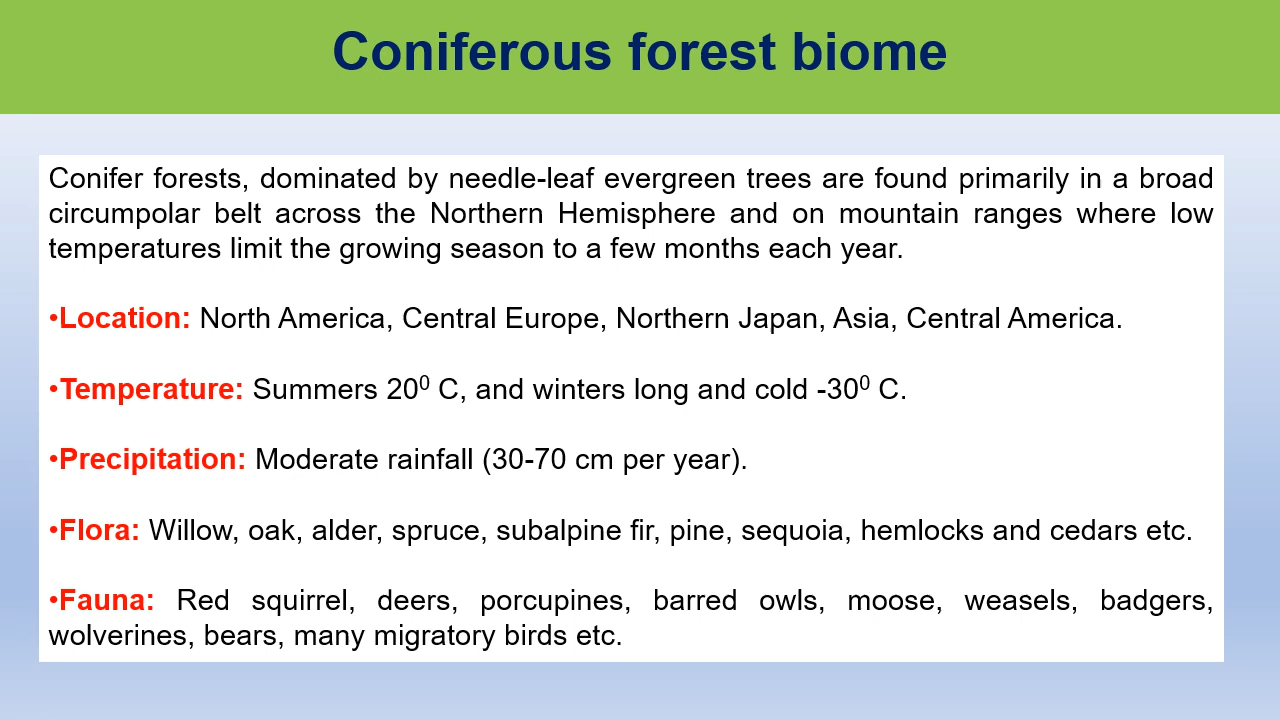 Coniferous forest biome
Conifer forests, dominated by needle-leaf evergreen trees are found primarily in a broad
circumpolar belt across the Northern Hemisphere and on mountain ranges where low
temperatures limit the growing season to a few months each year.
•Location: North America, Central Europe, Northern Japan, Asia, Central America.
•Temperature: Summers 20⁰ C, and winters long and cold -30⁰ C.
•Precipitation: Moderate rainfall (30-70 cm per year).
•Flora: Willow, oak, alder, spruce, subalpine fir, pine, sequoia, hemlocks and cedars etc.
•Fauna: Red squirrel, deers, porcupines, barred owls, moose, weasels, badgers,
wolverines, bears, many migratory birds etc.